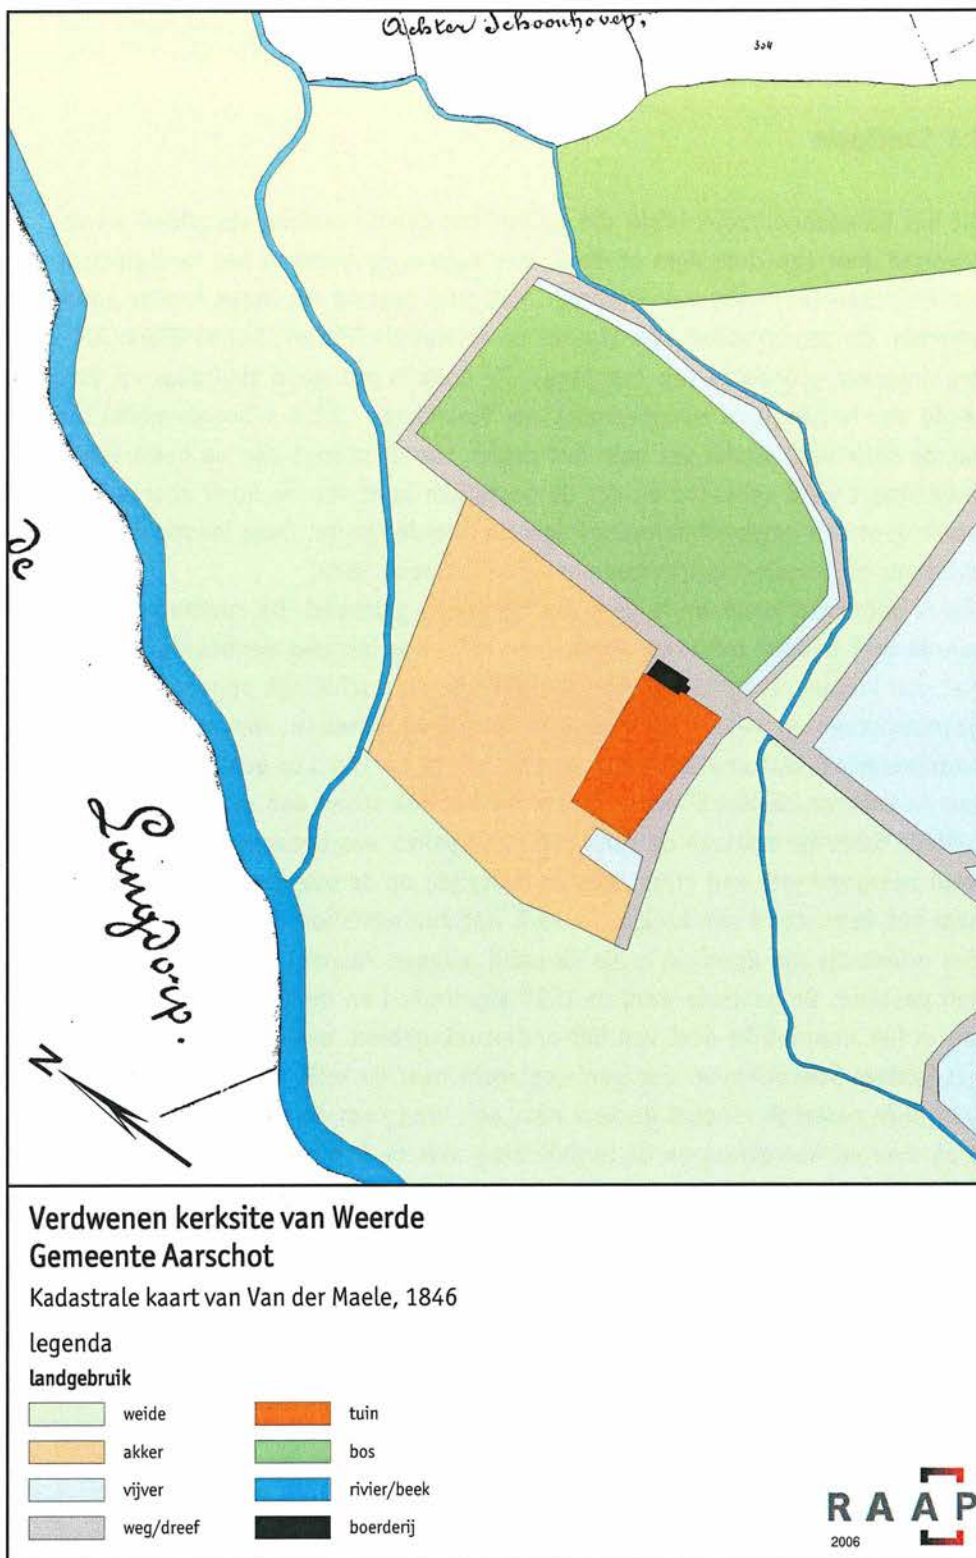 Achter Schoonhoven,
304
De
Langdorp.
N
Verdwenen kerksite van Weerde
Gemeente Aarschot
Kadastrale kaart van Van der Maele, 1846
legenda
landgebruik
weide
akker
vijver
weg/dreef
tuin
bos
rivier/beek
boerderij
RAAP
2006